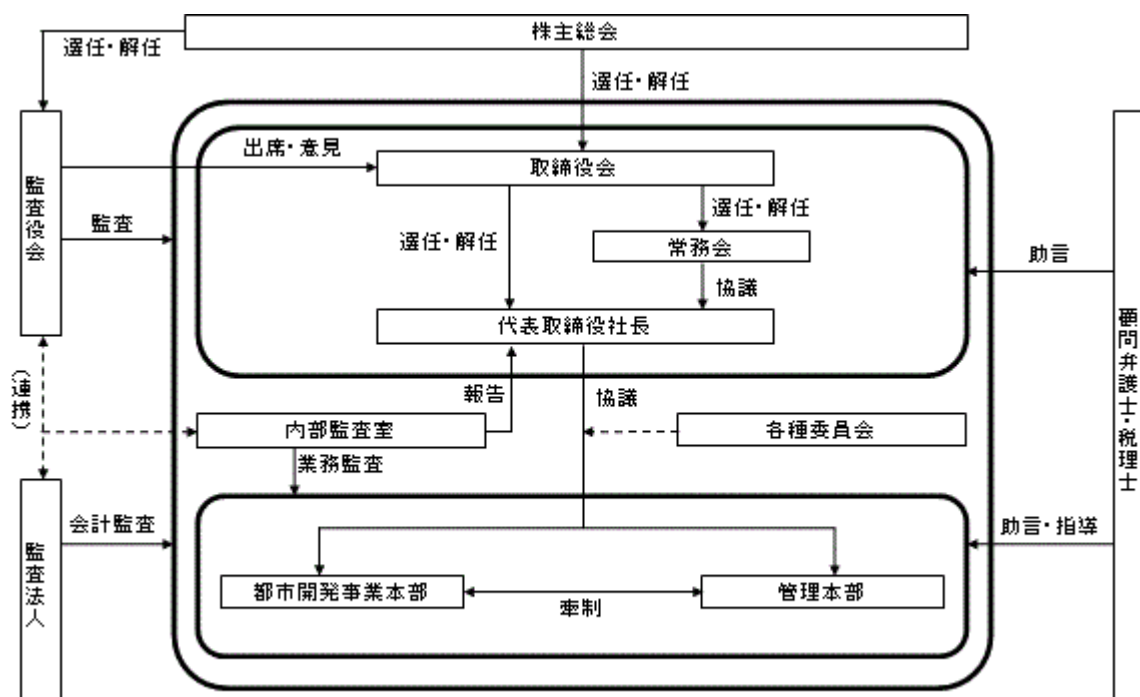 株主総会
選任・解任
選任・解任
出席・意見
取締役会
監査役会
監査
選任・解任
選任・解任
常務会
助言
協議
代表取締役社長
顧問弁護士・税理士
(連携)
報告
協議
内部監査室
各種委員会
業務監査
監査法人
会計監査
助言・指導
都市開発事業本部
牽制
管理本部